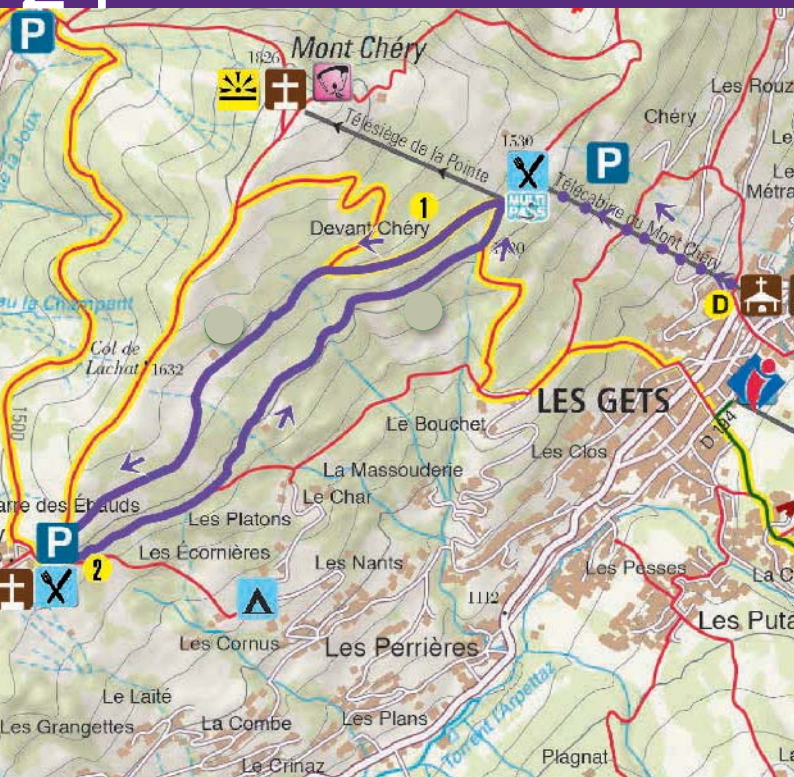 P
1826
Mont Chéry
Télésiège de la Pointe
1530
P
Chéry
Les Rouz
Métra
Télécabine du Mont Chéry
MULTI
PASS
1
Devant Chéry
D
au la Champant
Col de
Lachat 1632
1500
LES GETS
D 194
Le Bouchet
Les Clos
La Massouderie
Le Char
arre des Ébauds
Les Platons
P
2
Les Écornières
Les Nants
Les Pesses
La C
1112
Les Cornus
Les Perrières
Les Puta
Le Laïté
Les Grangettes
La Combe
Les Plans
Torrent l'Arpettaz
Le Crinaz
Plagnat